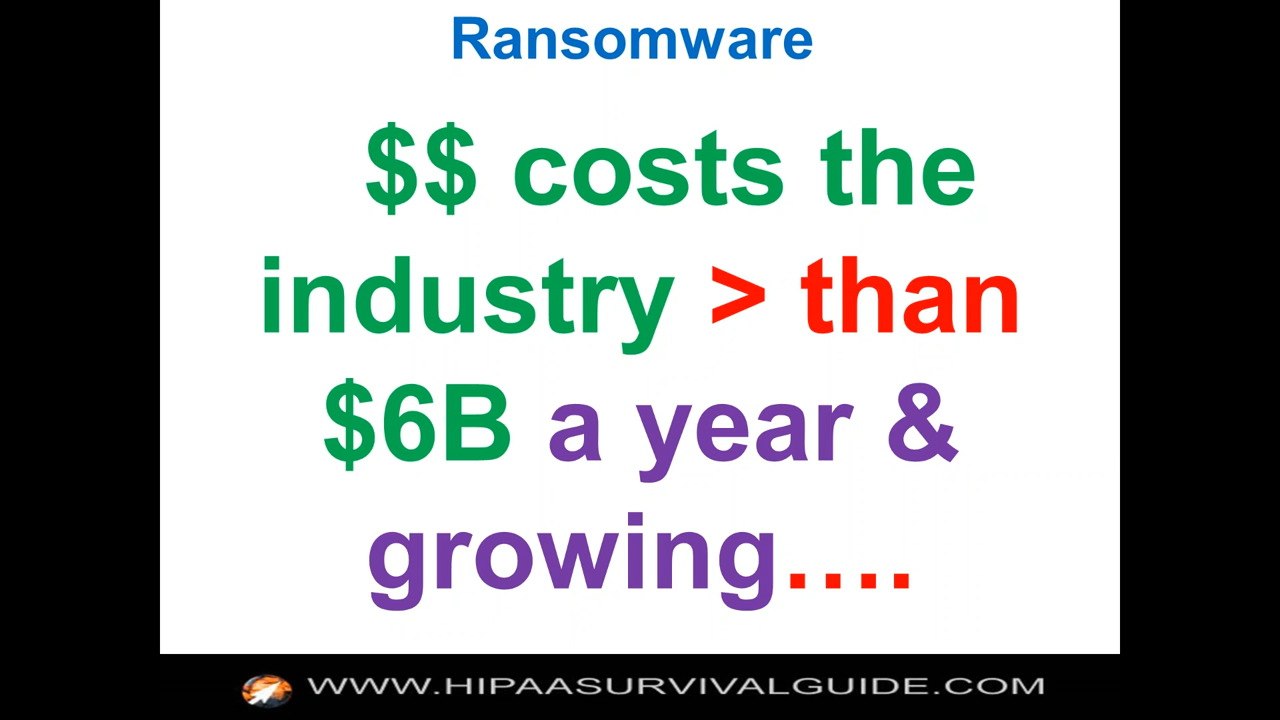 Ransomware
$$ costs the
industry > than
$6B a year &
growing....
WWW.HIPAASURVIVALGUIDE.COM